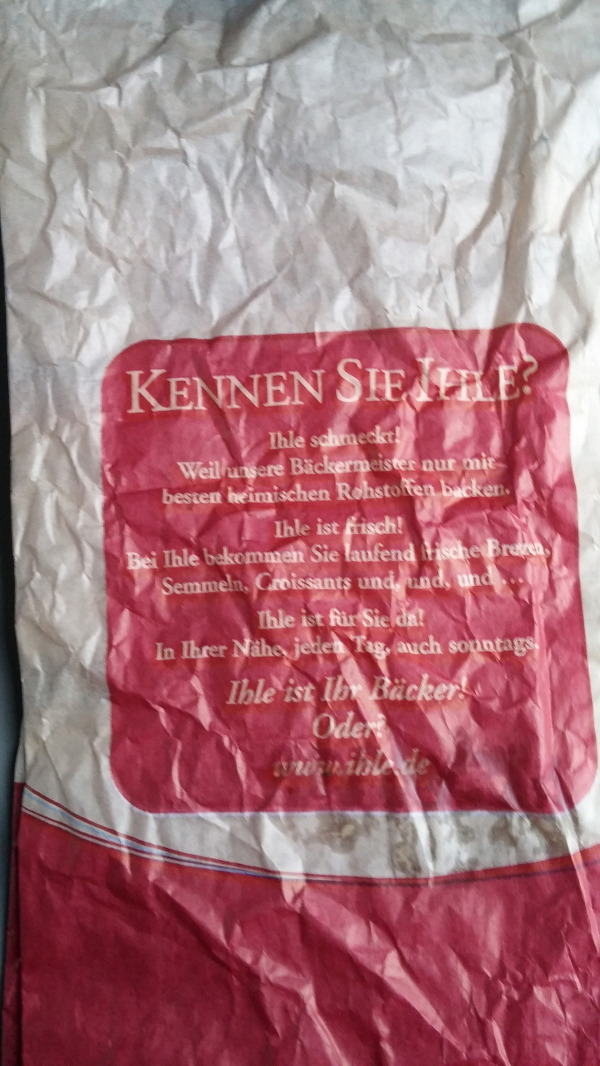 KENNEN SIE IHLE?
Ihle schmeckt!
Weil unsere Bäckermeister nur mit
besten heimischen Rohstoffen backen.
Ihle ist frisch!
Bei Ihle bekommen Sie laufend frische Brezen,
Semmeln, Croissants und, und, und ...
Ihle ist für Sie da!
In Ihrer Nähe, jeden Tag, auch sonntags.
Ihle ist Ihr Bäcker!
Oder?
www.ihle.de